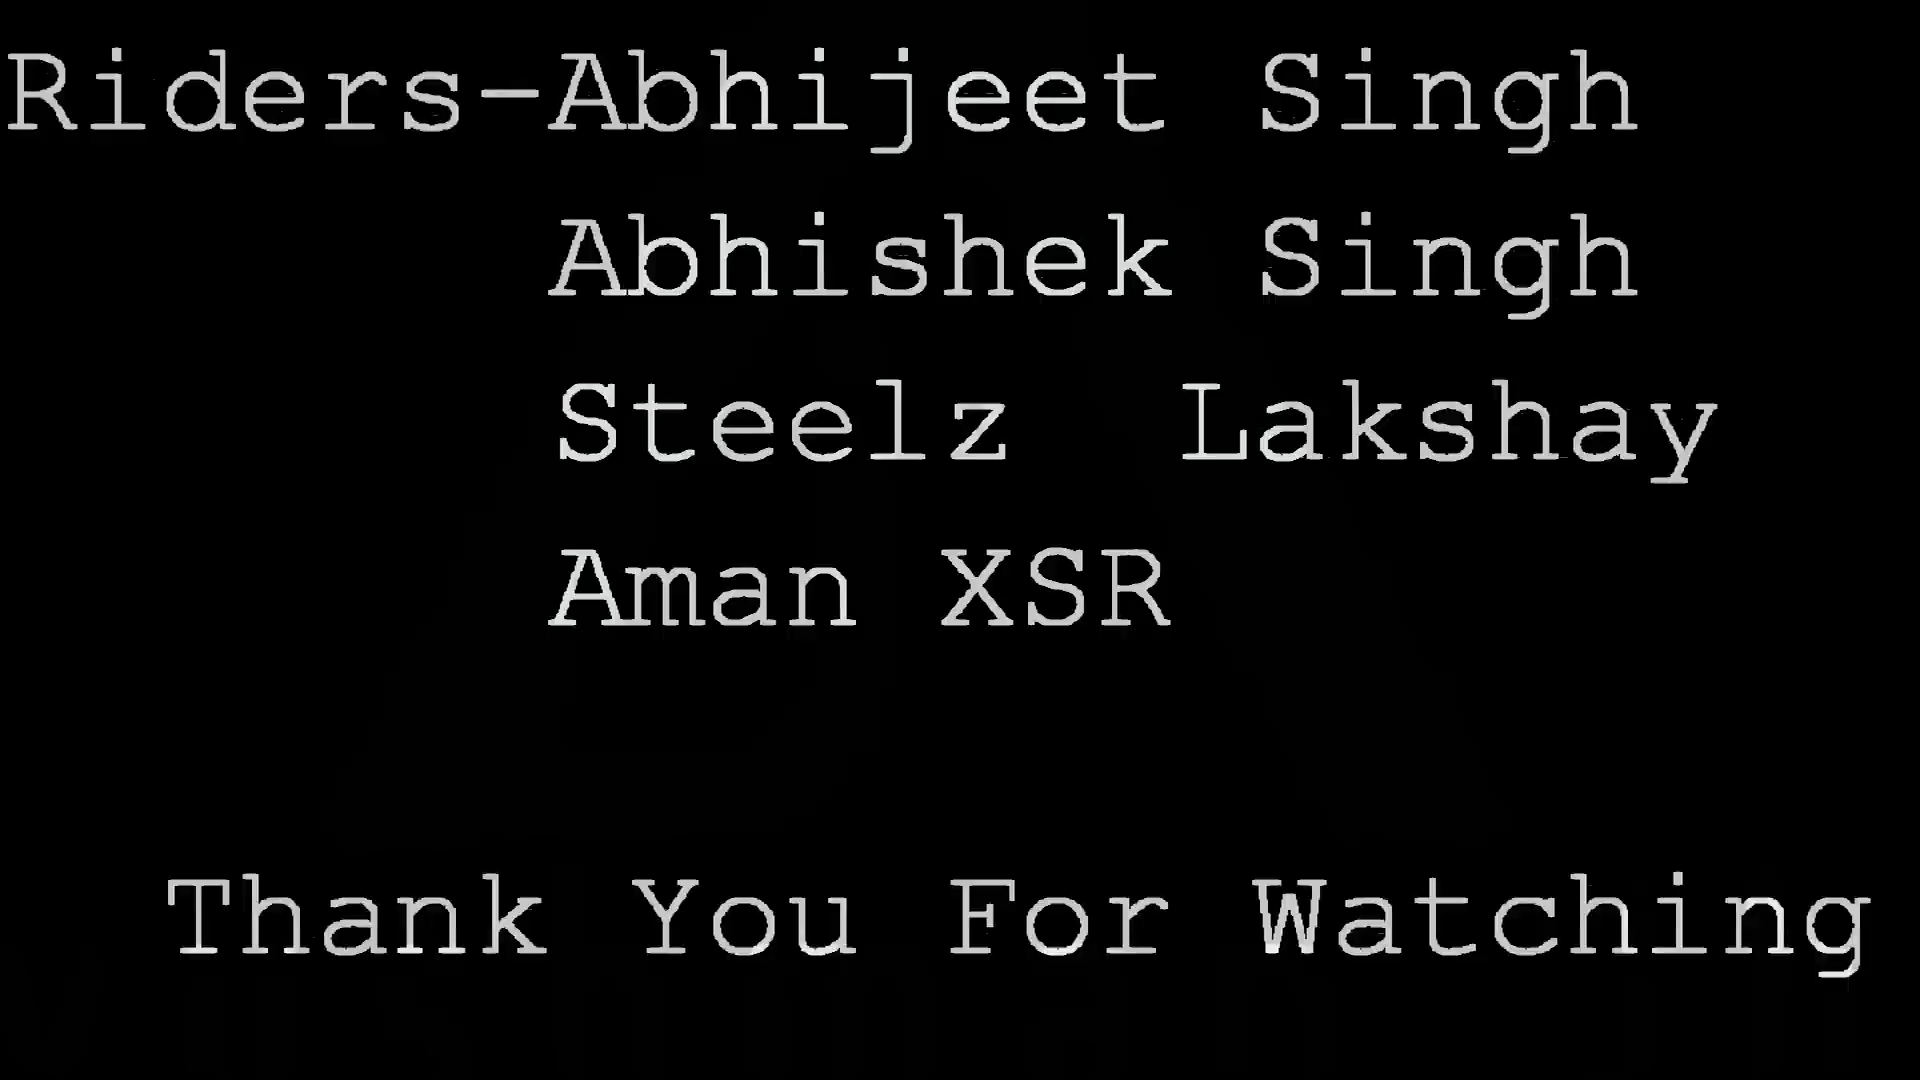 Riders-Abhijeet Singh
Abhishek Singh
Steelz  Lakshay
Aman XSR
Thank You For Watching